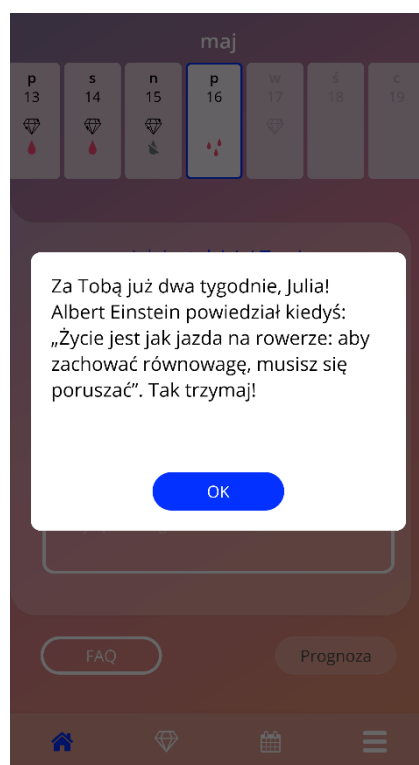 maj
p s n p w ś c
13 14 15 16 17 18 19
Za Tobą już dwa tygodnie, Julia!
Albert Einstein powiedział kiedyś:
„Życie jest jak jazda na rowerze: aby
zachować równowagę, musisz się
poruszać”. Tak trzymaj!
OK
FAQ Prognoza